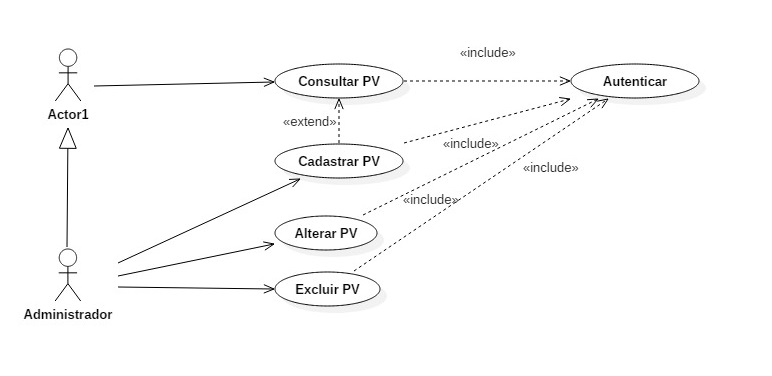 «include»
Consultar PV
Autenticar
Actor1
«extend»
«include»
Cadastrar PV
«include»
«include»
Alterar PV
Excluir PV
Administrador